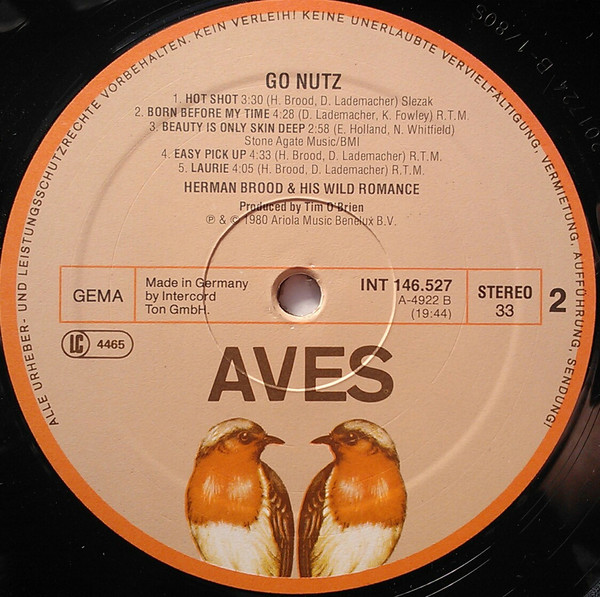 ALLE URHEBER- UND LEISTUNGSSCHUTZRECHTE VORBEHALTEN. KEIN VERLEIH! KEINE UNERLAUBTE VERVIELFÄLTIGUNG, VERMIETUNG, AUFFÜHRUNG, SENDUNG!
GO NUTZ
1. HOT SHOT 3:30 (H. Brood, D. Lademacher) Slezak
2. BORN BEFORE MY TIME 4:28 (D. Lademacher, K. Fowley) R.T.M.
3. BEAUTY IS ONLY SKIN DEEP 2:58 (E. Holland, N. Whitfield)
Stone Agate Music/BMI
4. EASY PICK UP 4:33 (H. Brood, D. Lademacher) R.T.M.
5. LAURIE 4:05 (H. Brood, D. Lademacher) R.T.M.
HERMAN BROOD & HIS WILD ROMANCE
Produced by Tim O'Brien
℗ & © 1980 Ariola Music Benelux B.V.
GEMA
Made in Germany
by Intercord
Ton GmbH.
INT 146.527
A-4922 B
(19:44)
STEREO
33
2
LC 4465
AVES